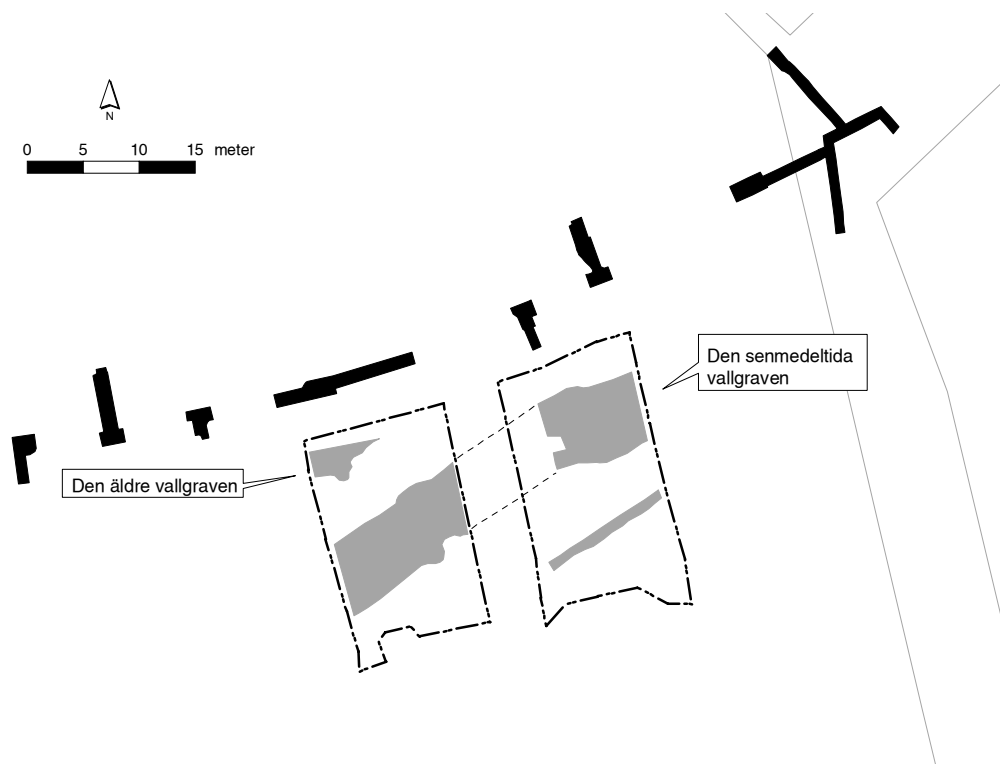 N
0 5 10 15 meter
Den senmedeltida
vallgraven
Den äldre vallgraven